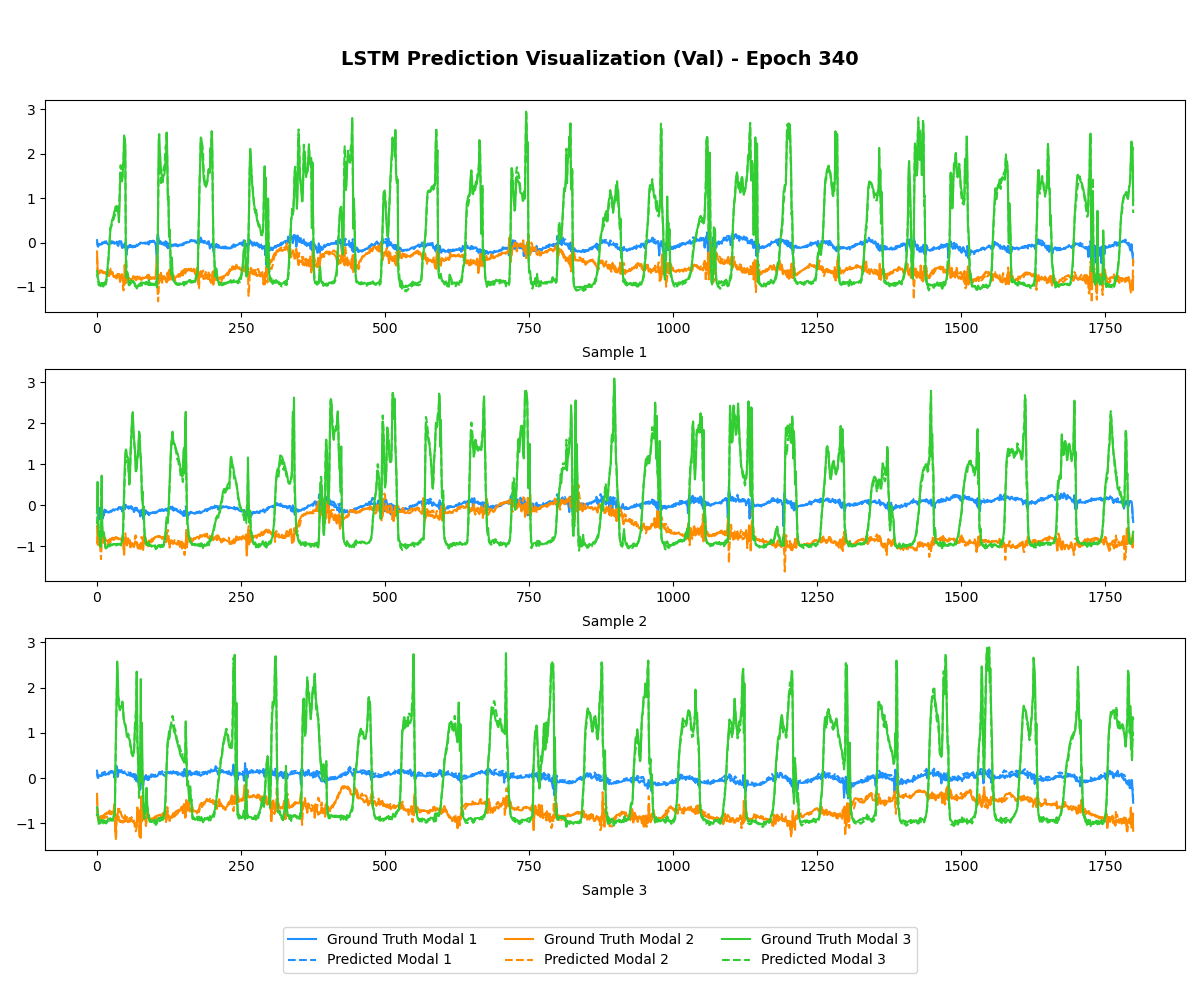 LSTM Prediction Visualization (Val) - Epoch 340
3
2
1
0
−1
0 250 500 750 1000 1250 1500 1750
Sample 1
3
2
1
0
−1
0 250 500 750 1000 1250 1500 1750
Sample 2
3
2
1
0
−1
0 250 500 750 1000 1250 1500 1750
Sample 3
Ground Truth Modal 1 Ground Truth Modal 2 Ground Truth Modal 3
Predicted Modal 1 Predicted Modal 2 Predicted Modal 3